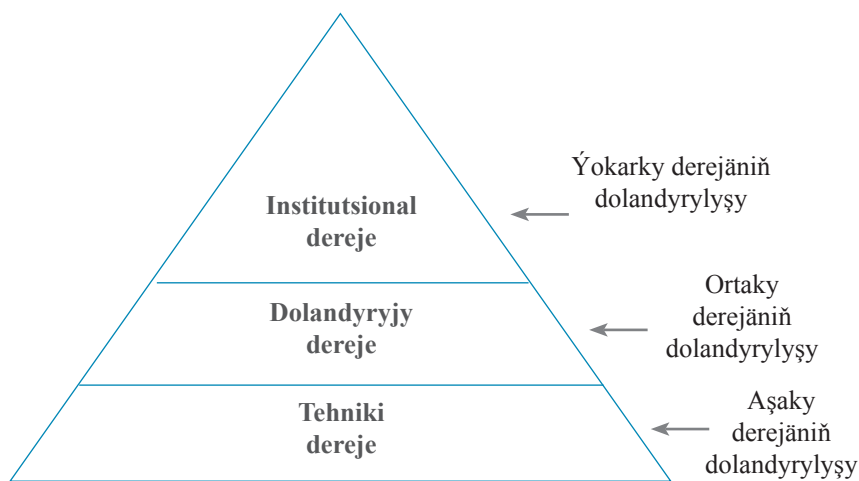 Institutsional
dereje
Ýokarky derejäniň
dolandyrylyşy
Dolandyryjy
dereje
Ortaky
derejäniň
dolandyrylyşy
Tehniki
dereje
Aşaky
derejäniň
dolandyrylyşy